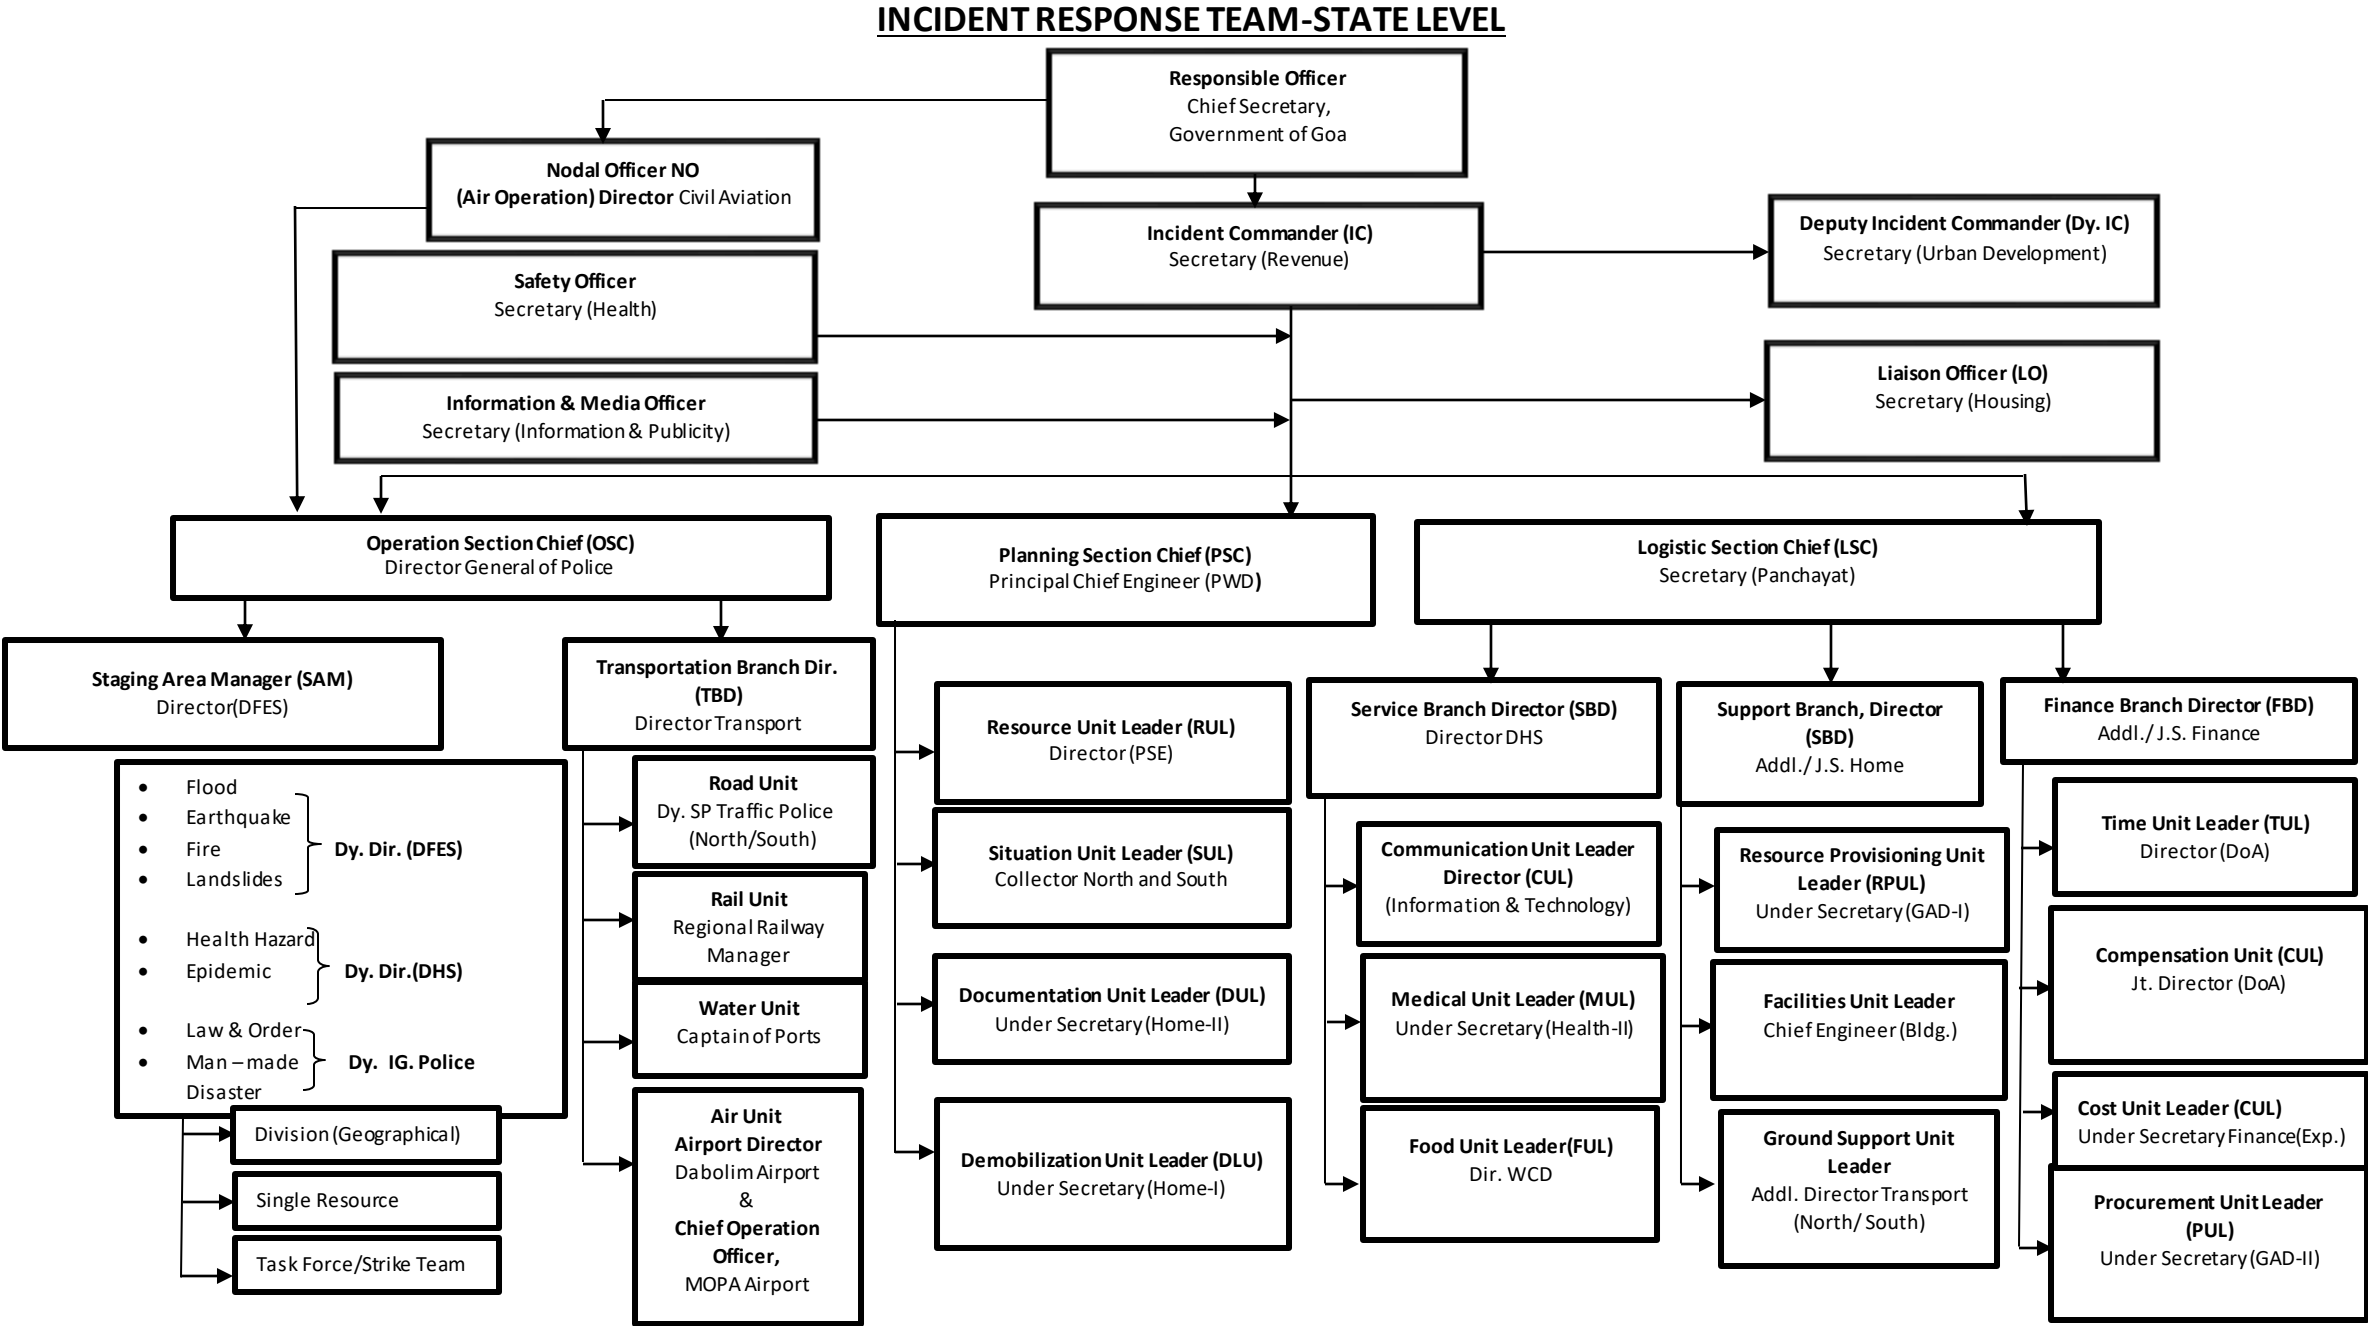 INCIDENT RESPONSE TEAM-STATE LEVEL
Responsible Officer
Chief Secretary,
Government of Goa
Nodal Officer NO
(Air Operation) Director Civil Aviation
Incident Commander (IC)
Secretary (Revenue)
Deputy Incident Commander (Dy. IC)
Secretary (Urban Development)
Safety Officer
Secretary (Health)
Information & Media Officer
Secretary (Information & Publicity)
Liaison Officer (LO)
Secretary (Housing)
Operation Section Chief (OSC)
Director General of Police
Planning Section Chief (PSC)
Principal Chief Engineer (PWD)
Logistic Section Chief (LSC)
Secretary (Panchayat)
Staging Area Manager (SAM)
Director(DFES)
• Flood
• Earthquake
• Fire
• Landslides
Dy. Dir. (DFES)
• Health Hazard
• Epidemic
Dy. Dir.(DHS)
• Law & Order
• Man – made
Disaster
Dy. IG. Police
Division (Geographical)
Single Resource
Task Force/Strike Team
Transportation Branch Dir.
(TBD)
Director Transport
Road Unit
Dy. SP Traffic Police
(North/South)
Rail Unit
Regional Railway
Manager
Water Unit
Captain of Ports
Air Unit
Airport Director
Dabolim Airport
&
Chief Operation
Officer,
MOPA Airport
Resource Unit Leader (RUL)
Director (PSE)
Situation Unit Leader (SUL)
Collector North and South
Documentation Unit Leader (DUL)
Under Secretary (Home-II)
Demobilization Unit Leader (DLU)
Under Secretary (Home-I)
Service Branch Director (SBD)
Director DHS
Communication Unit Leader
Director (CUL)
(Information & Technology)
Medical Unit Leader (MUL)
Under Secretary (Health-II)
Food Unit Leader(FUL)
Dir. WCD
Support Branch, Director
(SBD)
Addl./ J.S. Home
Resource Provisioning Unit
Leader (RPUL)
Under Secretary (GAD-I)
Facilities Unit Leader
Chief Engineer (Bldg.)
Ground Support Unit
Leader
Addl. Director Transport
(North/ South)
Finance Branch Director (FBD)
Addl./ J.S. Finance
Time Unit Leader (TUL)
Director (DoA)
Compensation Unit (CUL)
Jt. Director (DoA)
Cost Unit Leader (CUL)
Under Secretary Finance(Exp.)
Procurement Unit Leader
(PUL)
Under Secretary (GAD-II)